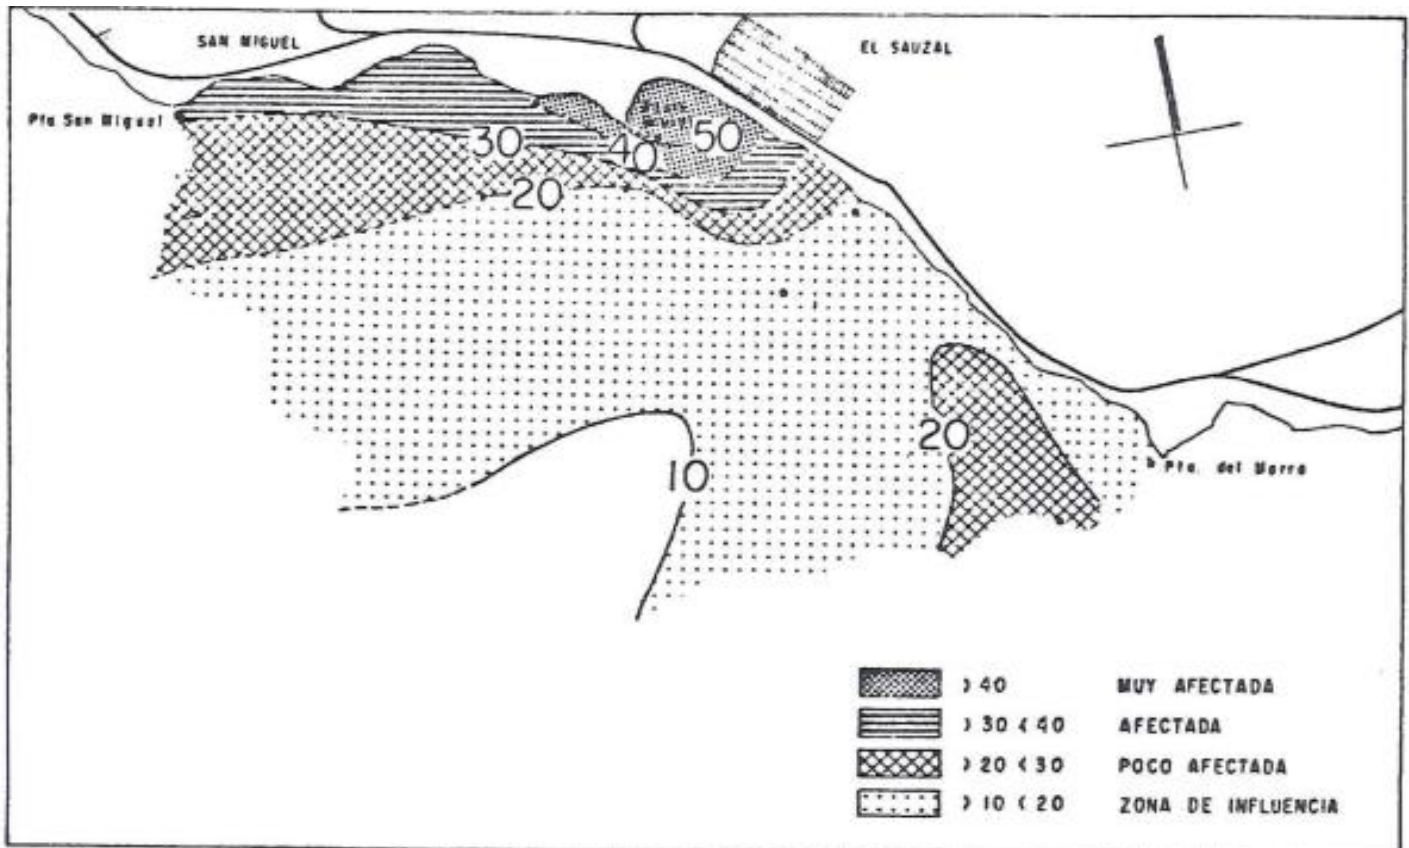 SAN MIGUEL
EL SAUZAL
Pta San Miguel
30
40
50
20
20
10
Pta. del Morro
> 40 MUY AFECTADA
> 30 < 40 AFECTADA
> 20 < 30 POCO AFECTADA
> 10 < 20 ZONA DE INFLUENCIA